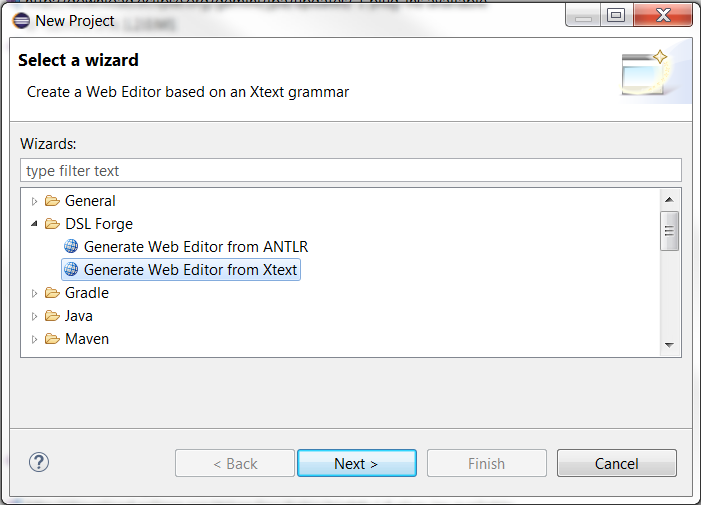 New Project
Select a wizard
Create a Web Editor based on an Xtext grammar
Wizards:
type filter text
General
DSL Forge
Generate Web Editor from ANTLR
Generate Web Editor from Xtext
Gradle
Java
Maven
? < Back Next > Finish Cancel